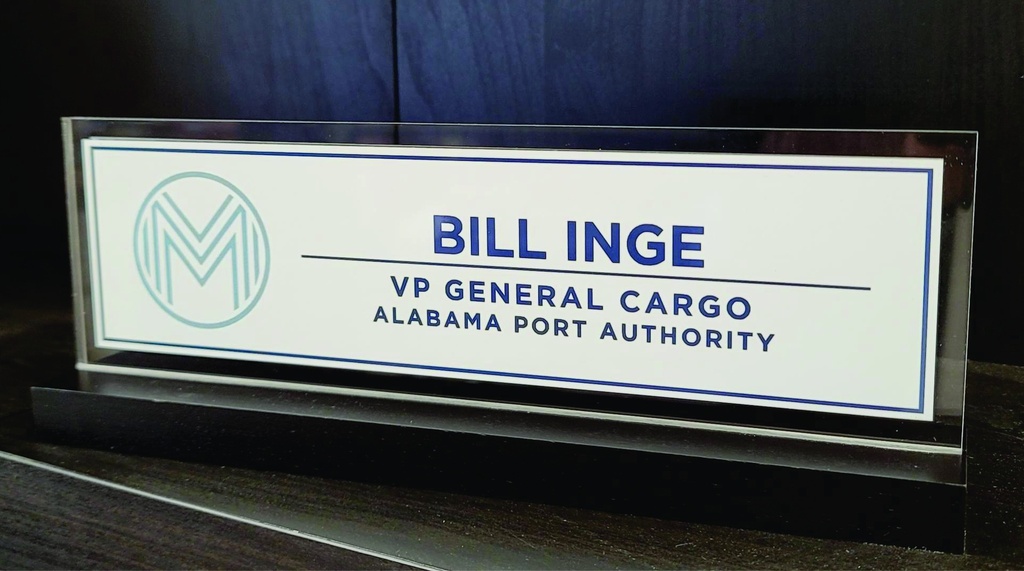 M
BILL INGE
VP GENERAL CARGO
ALABAMA PORT AUTHORITY